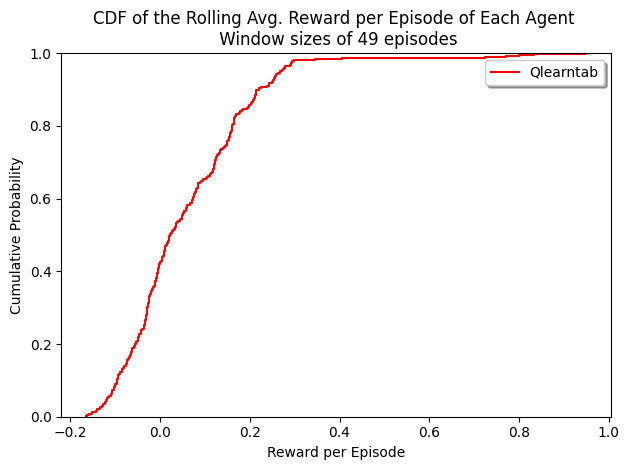 CDF of the Rolling Avg. Reward per Episode of Each Agent
Window sizes of 49 episodes
Qlearntab
1.0
0.8
0.6
0.4
0.2
0.0
Cumulative Probability
−0.2
0.0
0.2
0.4
0.6
0.8
1.0
Reward per Episode